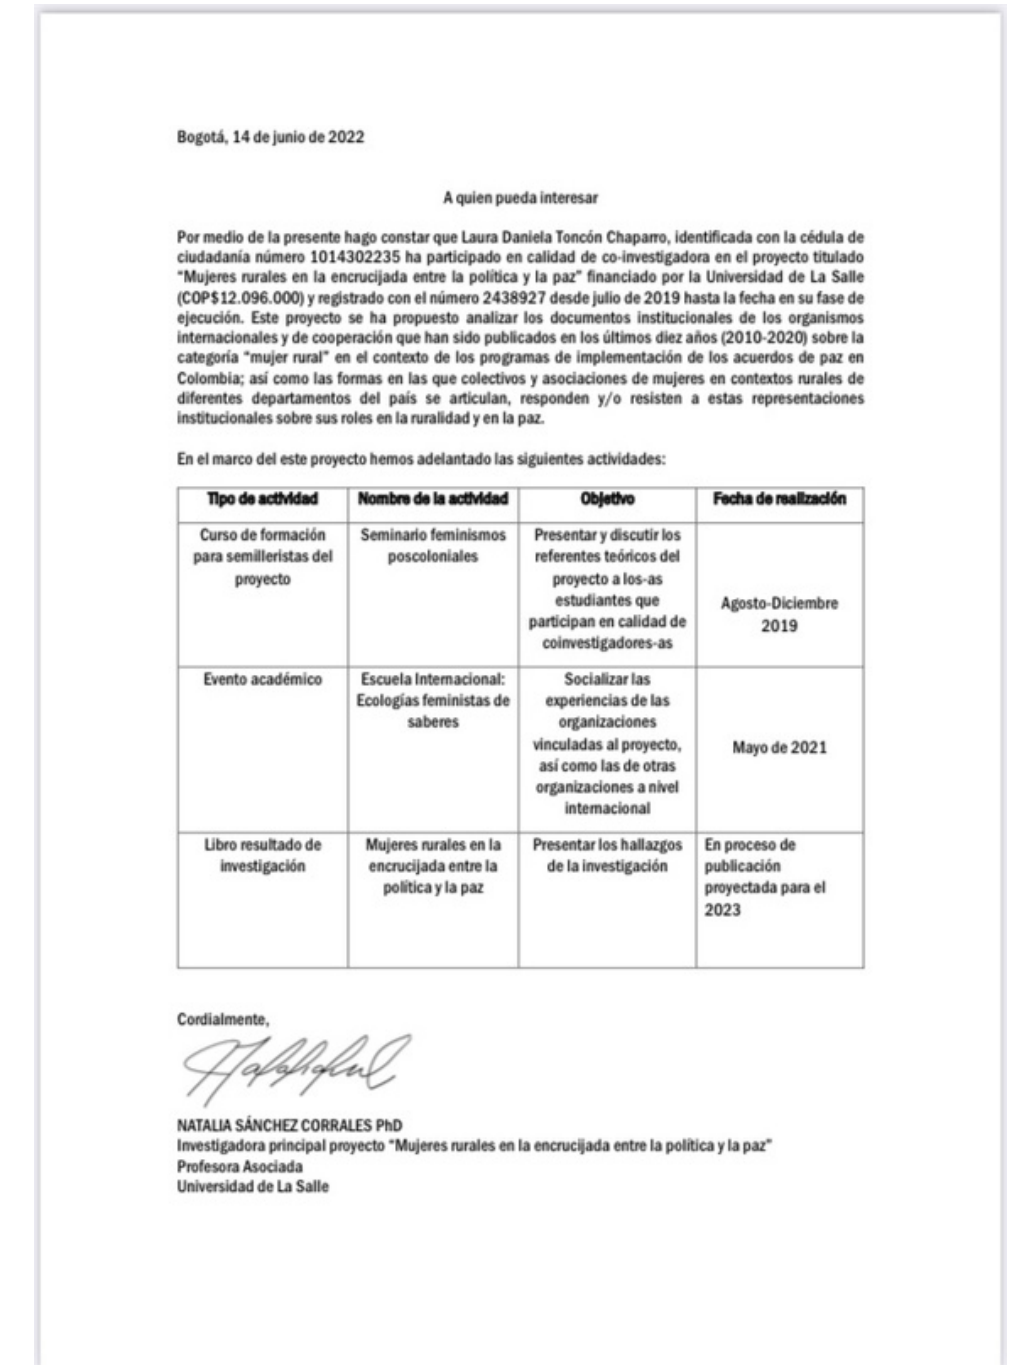 Bogotá, 14 de junio de 2022
A quien pueda interesar
Por medio de la presente hago constar que Laura Daniela Toncón Chaparro, identificada con la cédula de
ciudadanía número 1014302235 ha participado en calidad de co-investigadora en el proyecto titulado
“Mujeres rurales en la encrucijada entre la política y la paz” financiado por la Universidad de La Salle
(COP$12.096.000) y registrado con el número 2438927 desde julio de 2019 hasta la fecha en su fase de
ejecución. Este proyecto se ha propuesto analizar los documentos institucionales de los organismos
internacionales y de cooperación que han sido publicados en los últimos diez años (2010-2020) sobre la
categoría “mujer rural” en el contexto de los programas de implementación de los acuerdos de paz en
Colombia; así como las formas en las que colectivos y asociaciones de mujeres en contextos rurales de
diferentes departamentos del país se articulan, responden y/o resisten a estas representaciones
institucionales sobre sus roles en la ruralidad y en la paz.
En el marco del este proyecto hemos adelantado las siguientes actividades:
Tipo de actividad
Nombre de la actividad
Objetivo
Fecha de realización
Curso de formación
para semilleristas del
proyecto
Seminario feminismos
poscoloniales
Presentar y discutir los
referentes teóricos del
proyecto a los-as
estudiantes que
participan en calidad de
coinvestigadores-as
Agosto-Diciembre
2019
Evento académico
Escuela Internacional:
Ecologías feministas de
saberes
Socializar las
experiencias de las
organizaciones
vinculadas al proyecto,
así como las de otras
organizaciones a nivel
internacional
Mayo de 2021
Libro resultado de
investigación
Mujeres rurales en la
encrucijada entre la
política y la paz
Presentar los hallazgos
de la investigación
En proceso de
publicación
proyectada para el
2023
Cordialmente,
NATALIA SÁNCHEZ CORRALES PhD
Investigadora principal proyecto “Mujeres rurales en la encrucijada entre la política y la paz”
Profesora Asociada
Universidad de La Salle